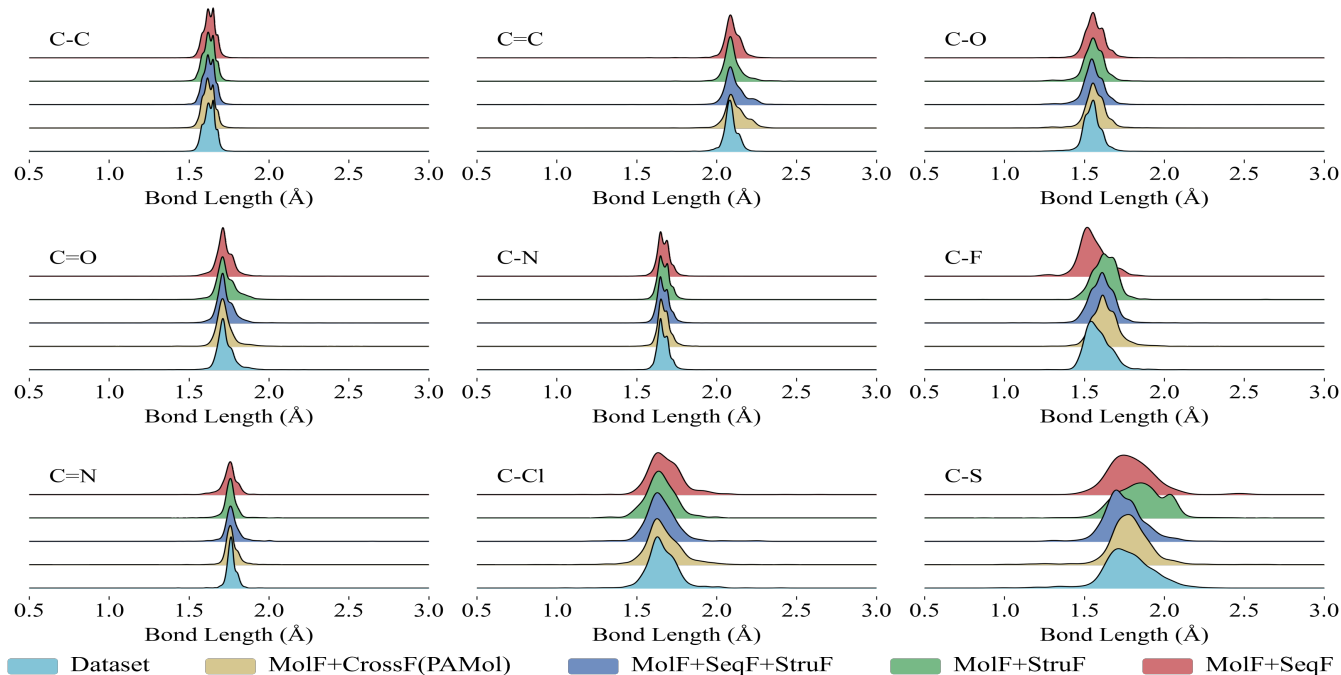 C-C
C=C
C-O
0.5 1.0 1.5 2.0 2.5 3.0
0.5 1.0 1.5 2.0 2.5 3.0
0.5 1.0 1.5 2.0 2.5 3.0
Bond Length (Å)
Bond Length (Å)
Bond Length (Å)
C=O
C-N
C-F
0.5 1.0 1.5 2.0 2.5 3.0
0.5 1.0 1.5 2.0 2.5 3.0
0.5 1.0 1.5 2.0 2.5 3.0
Bond Length (Å)
Bond Length (Å)
Bond Length (Å)
C=N
C-Cl
C-S
0.5 1.0 1.5 2.0 2.5 3.0
0.5 1.0 1.5 2.0 2.5 3.0
0.5 1.0 1.5 2.0 2.5 3.0
Bond Length (Å)
Bond Length (Å)
Bond Length (Å)
Dataset MolF+CrossF(PAMol) MolF+SeqF+StruF MolF+StruF MolF+SeqF